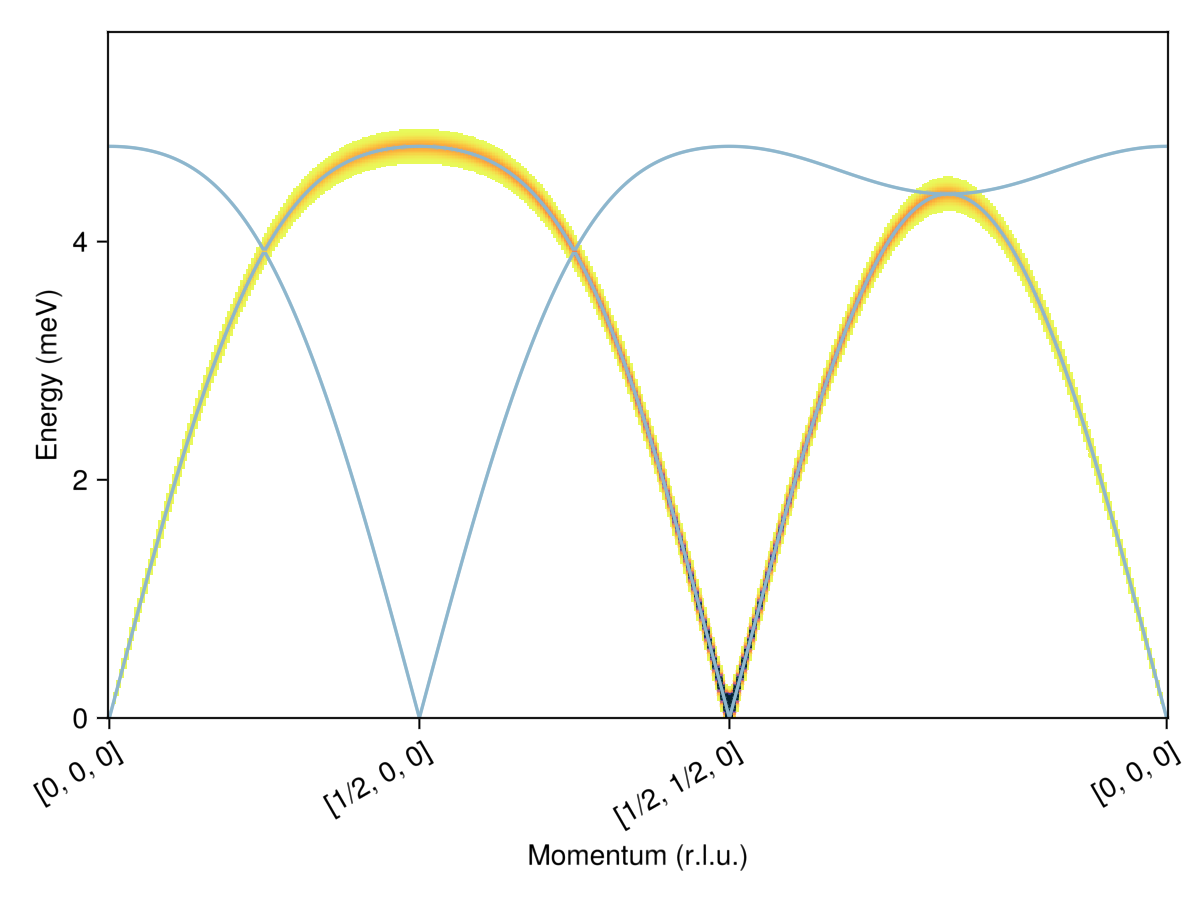 Energy (meV)
4
2
0
[0, 0, 0]
[1/2, 0, 0]
[1/2, 1/2, 0]
[0, 0, 0]
Momentum (r.l.u.)